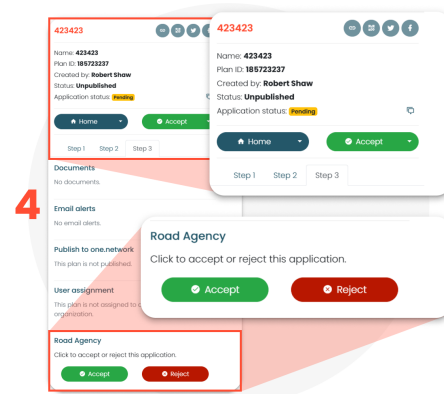 4
423423
Name: 423423
Plan ID: 185723237
Created by: Robert Shaw
Status: Unpublished
Application status: Pending
Home
Accept
Step 1 Step 2 Step 3
Documents
No documents.
Email alerts
No email alerts.
Publish to one.network
This plan is not published.
User assignment
This plan is not assigned to
organization.
Road Agency
Click to accept or reject this application.
Accept
Reject
423423
Name: 423423
Plan ID: 185723237
Created by: Robert Shaw
Status: Unpublished
Application status: Pending
Home
Accept
Step 1 Step 2 Step 3
Road Agency
Click to accept or reject this application.
Accept
Reject